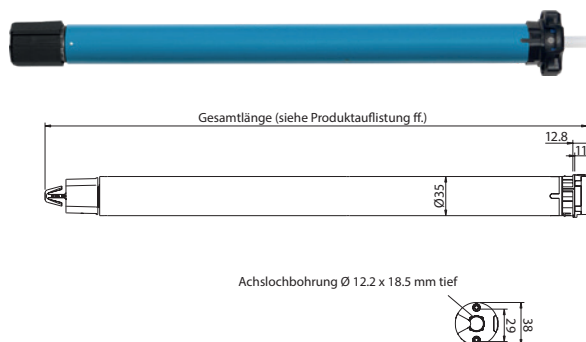 Gesamtlänge (siehe Produktauflistung ff.)
12.8
11
Ø35
Achslochbohrung Ø 12.2 x 18.5 mm tief
29
38